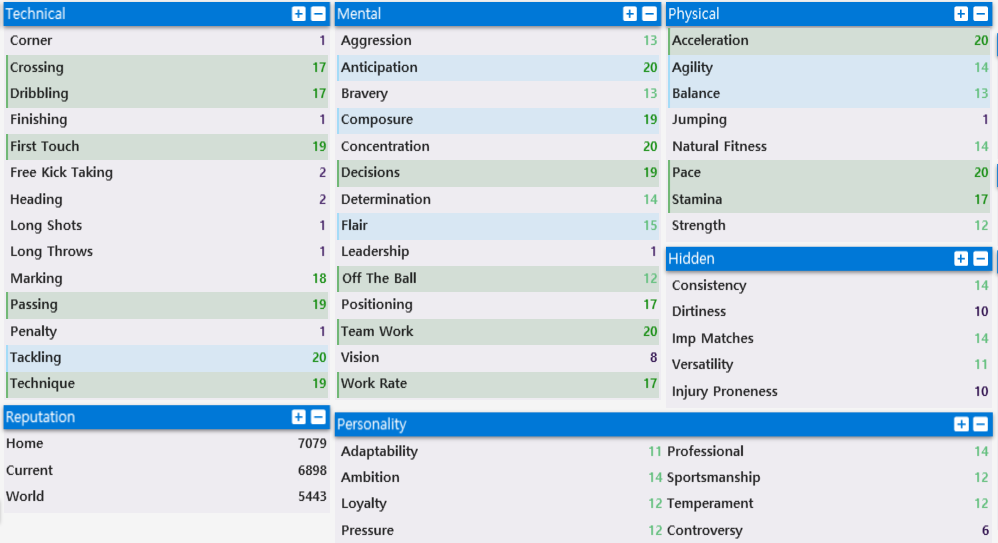 Technical
Corner 1
Crossing 17
Dribbling 17
Finishing 1
First Touch 19
Free Kick Taking 2
Heading 2
Long Shots 1
Long Throws 1
Marking 18
Passing 19
Penalty 1
Tackling 20
Technique 19
Reputation
Home 7079
Current 6898
World 5443
Mental
Aggression 13
Anticipation 20
Bravery 13
Composure 19
Concentration 20
Decisions 19
Determination 14
Flair 15
Leadership 1
Off The Ball 12
Positioning 17
Team Work 20
Vision 8
Work Rate 17
Physical
Acceleration 20
Agility 14
Balance 13
Jumping 1
Natural Fitness 14
Pace 20
Stamina 17
Strength 12
Hidden
Consistency 14
Dirtiness 10
Imp Matches 14
Versatility 11
Injury Proneness 10
Personality
Adaptability 11 Professional 14
Ambition 14 Sportsmanship 12
Loyalty 12 Temperament 12
Pressure 12 Controversy 6